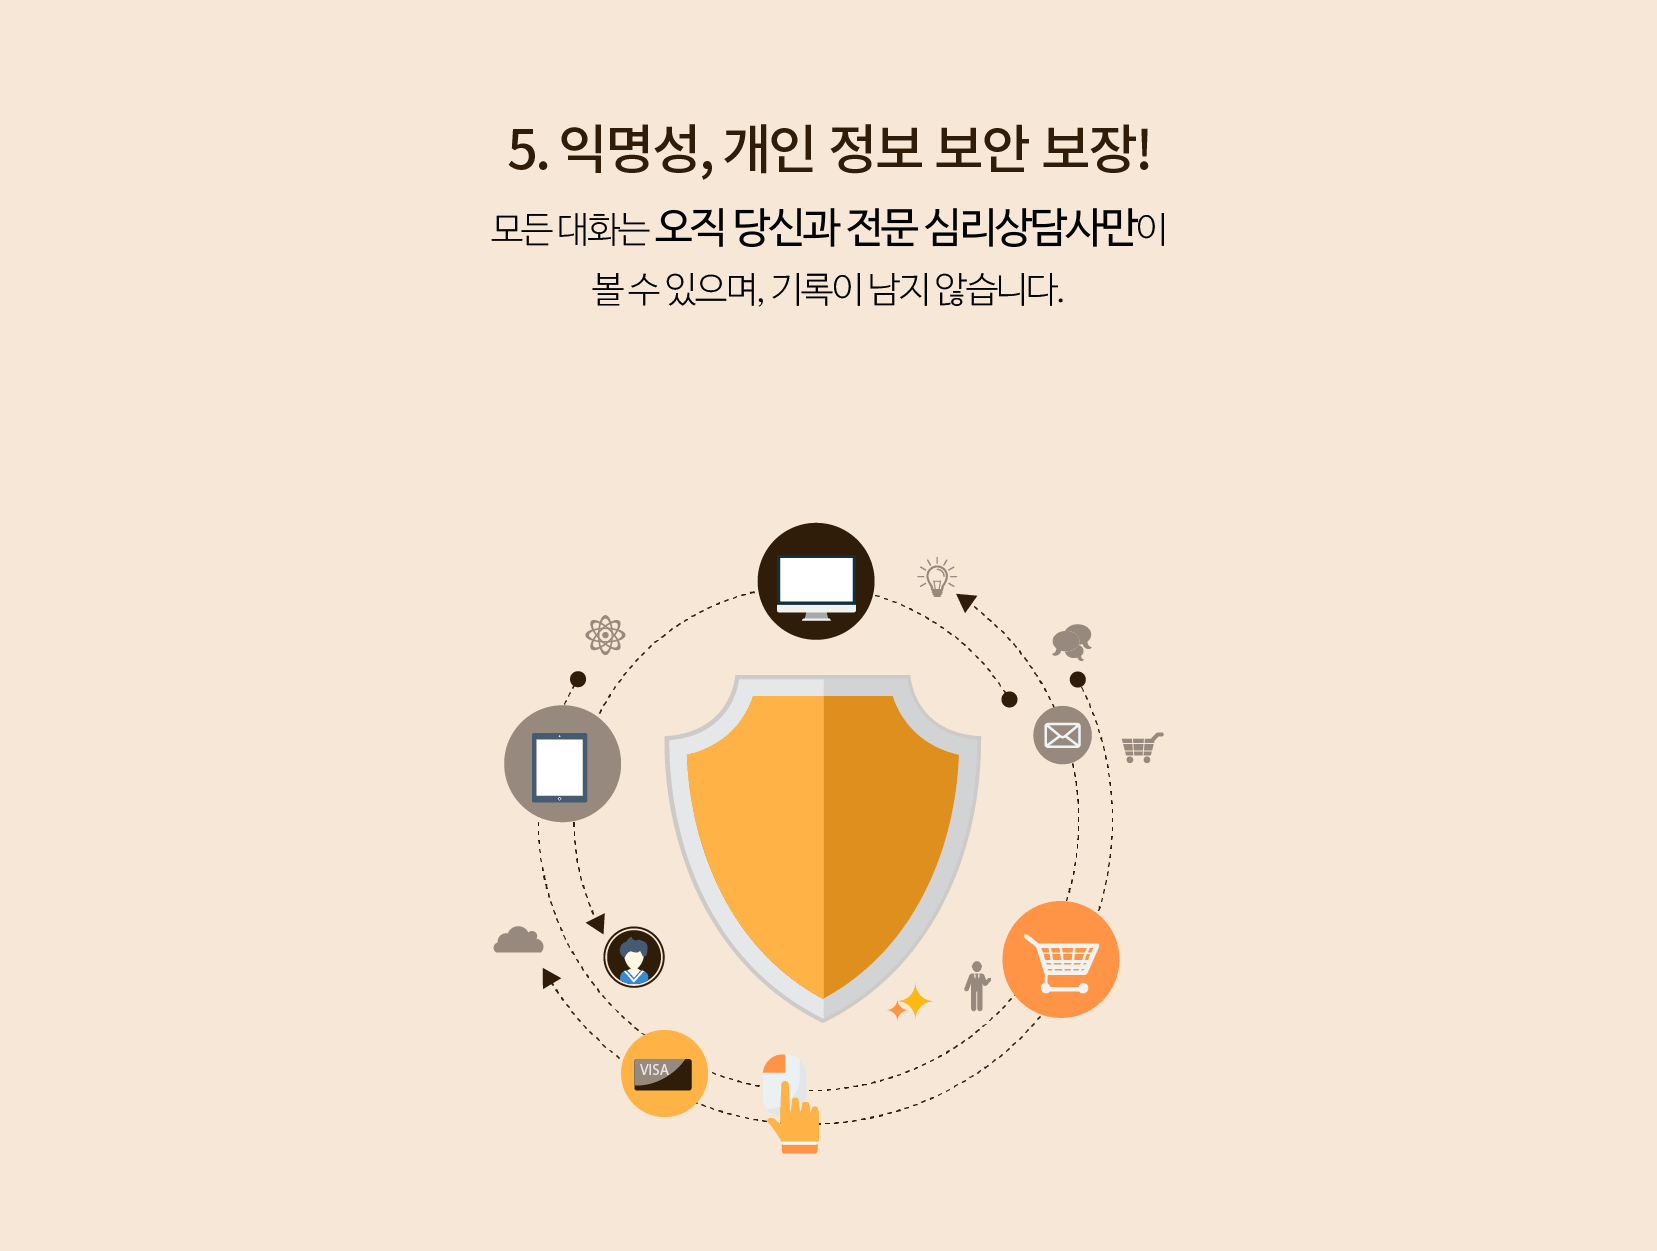 5. 익명성, 개인 정보 보안 보장!
모든 대화는 오직 당신과 전문 심리상담사만이
볼 수 있으며, 기록이 남지 않습니다.
VISA